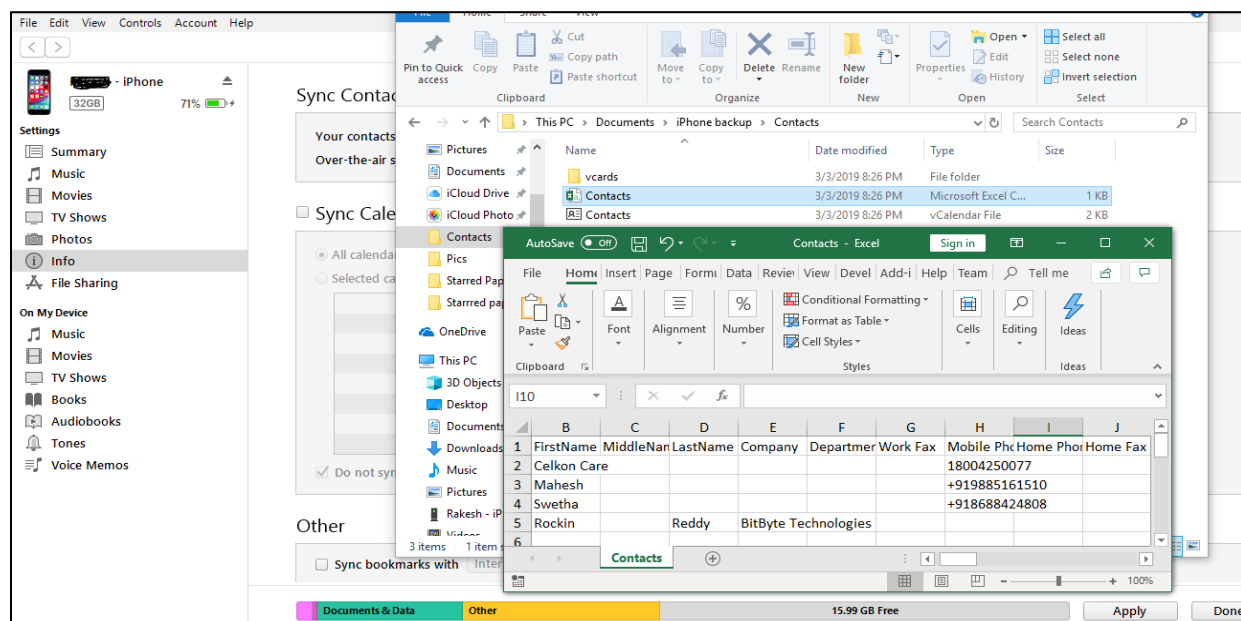 File Edit View Controls Account Help
- iPhone
32GB
71%
Settings
Summary
Music
Movies
TV Shows
Photos
Info
File Sharing
On My Device
Music
Movies
TV Shows
Books
Audiobooks
Tones
Voice Memos
Sync Contac
Your contacts
Over-the-air s
Sync Cale
All calenda
Selected ca
Do not syn
Other
Sync bookmarks with Inter
Documents & Data Other 15.99 GB Free Apply Done
File Home Share View
Pin to Quick access
Copy
Paste
Cut
Copy path
Paste shortcut
Clipboard
Move to
Copy to
Delete
Rename
Organize
New folder
New
Properties
Open
Edit
History
Open
Select all
Select none
Invert selection
Select
This PC > Documents > iPhone backup > Contacts
Search Contacts
Pictures
Documents
iCloud Drive
iCloud Photo
Contacts
Pics
Starred Pap
Starrred pa
OneDrive
This PC
3D Objects
Desktop
Documents
Downloads
Music
Pictures
Rakesh - iP
Videos
3 items 1 item s
Name Date modified Type Size
vcards 3/3/2019 8:26 PM File folder
Contacts 3/3/2019 8:26 PM Microsoft Excel C... 1 KB
Contacts 3/3/2019 8:26 PM vCalendar File 2 KB
AutoSave Off Contacts - Excel Sign in
File Home Insert Page Formu Data Review View Devel Add-i Help Team Tell me
Paste
Clipboard
Font
Alignment
Number
Conditional Formatting
Format as Table
Cell Styles
Styles
Cells
Editing
Ideas
Ideas
I10 fx
B C D E F G H I J
1 FirstName MiddleNan LastName Company Departmer Work Fax Mobile Pho Home Phor Home Fax
2 Celkon Care 18004250077
3 Mahesh +919885161510
4 Swetha +918688424808
5 Rockin Reddy BitByte Technologies
6
Contacts
100%